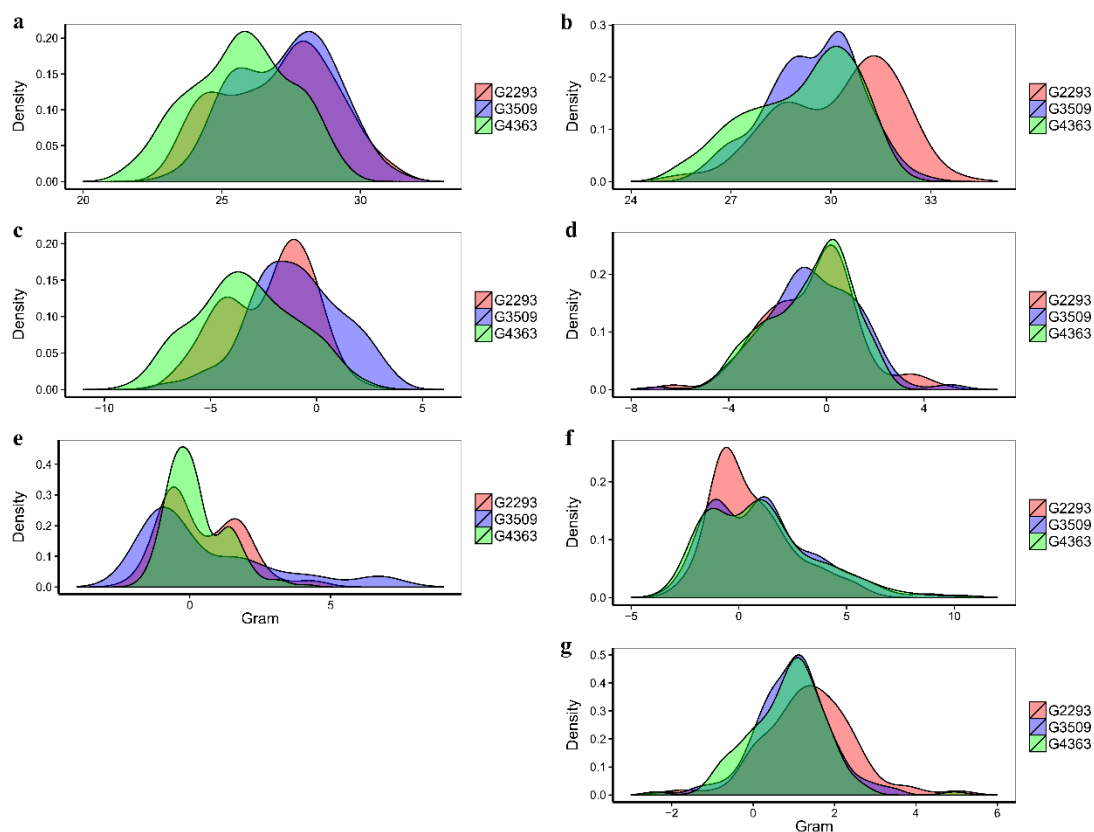 a
0.20
0.15
0.10
0.05
0.00
Density
20
25
30
G2293
G3509
G4363
b
0.3
0.2
0.1
0.0
Density
24
27
30
33
G2293
G3509
G4363
c
0.20
0.15
0.10
0.05
0.00
Density
−10
−5
0
5
G2293
G3509
G4363
d
0.2
0.1
0.0
Density
−8
−4
0
4
G2293
G3509
G4363
e
0.4
0.3
0.2
0.1
0.0
Density
0
5
Gram
G2293
G3509
G4363
f
0.2
0.1
0.0
Density
−5
0
5
10
G2293
G3509
G4363
g
0.5
0.4
0.3
0.2
0.1
0.0
Density
−2
0
2
4
6
Gram
G2293
G3509
G4363